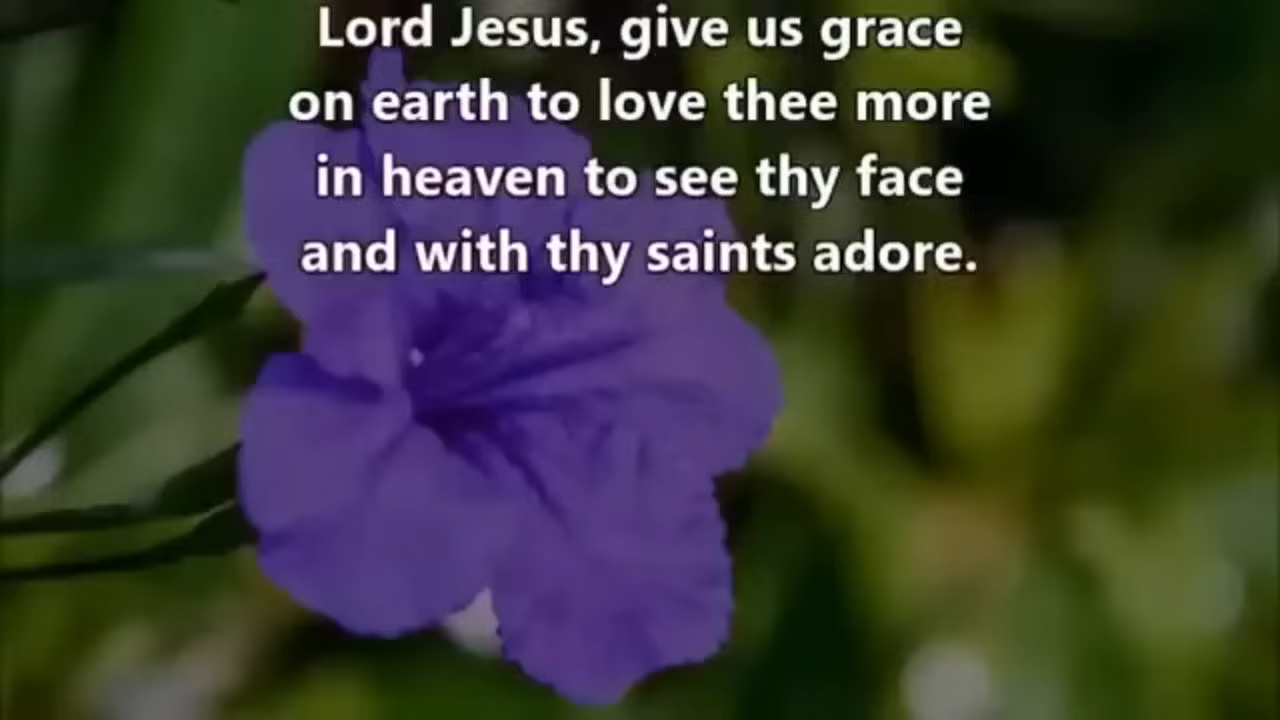 Lord Jesus, give us grace
on earth to love thee more
in heaven to see thy face
and with thy saints adore.